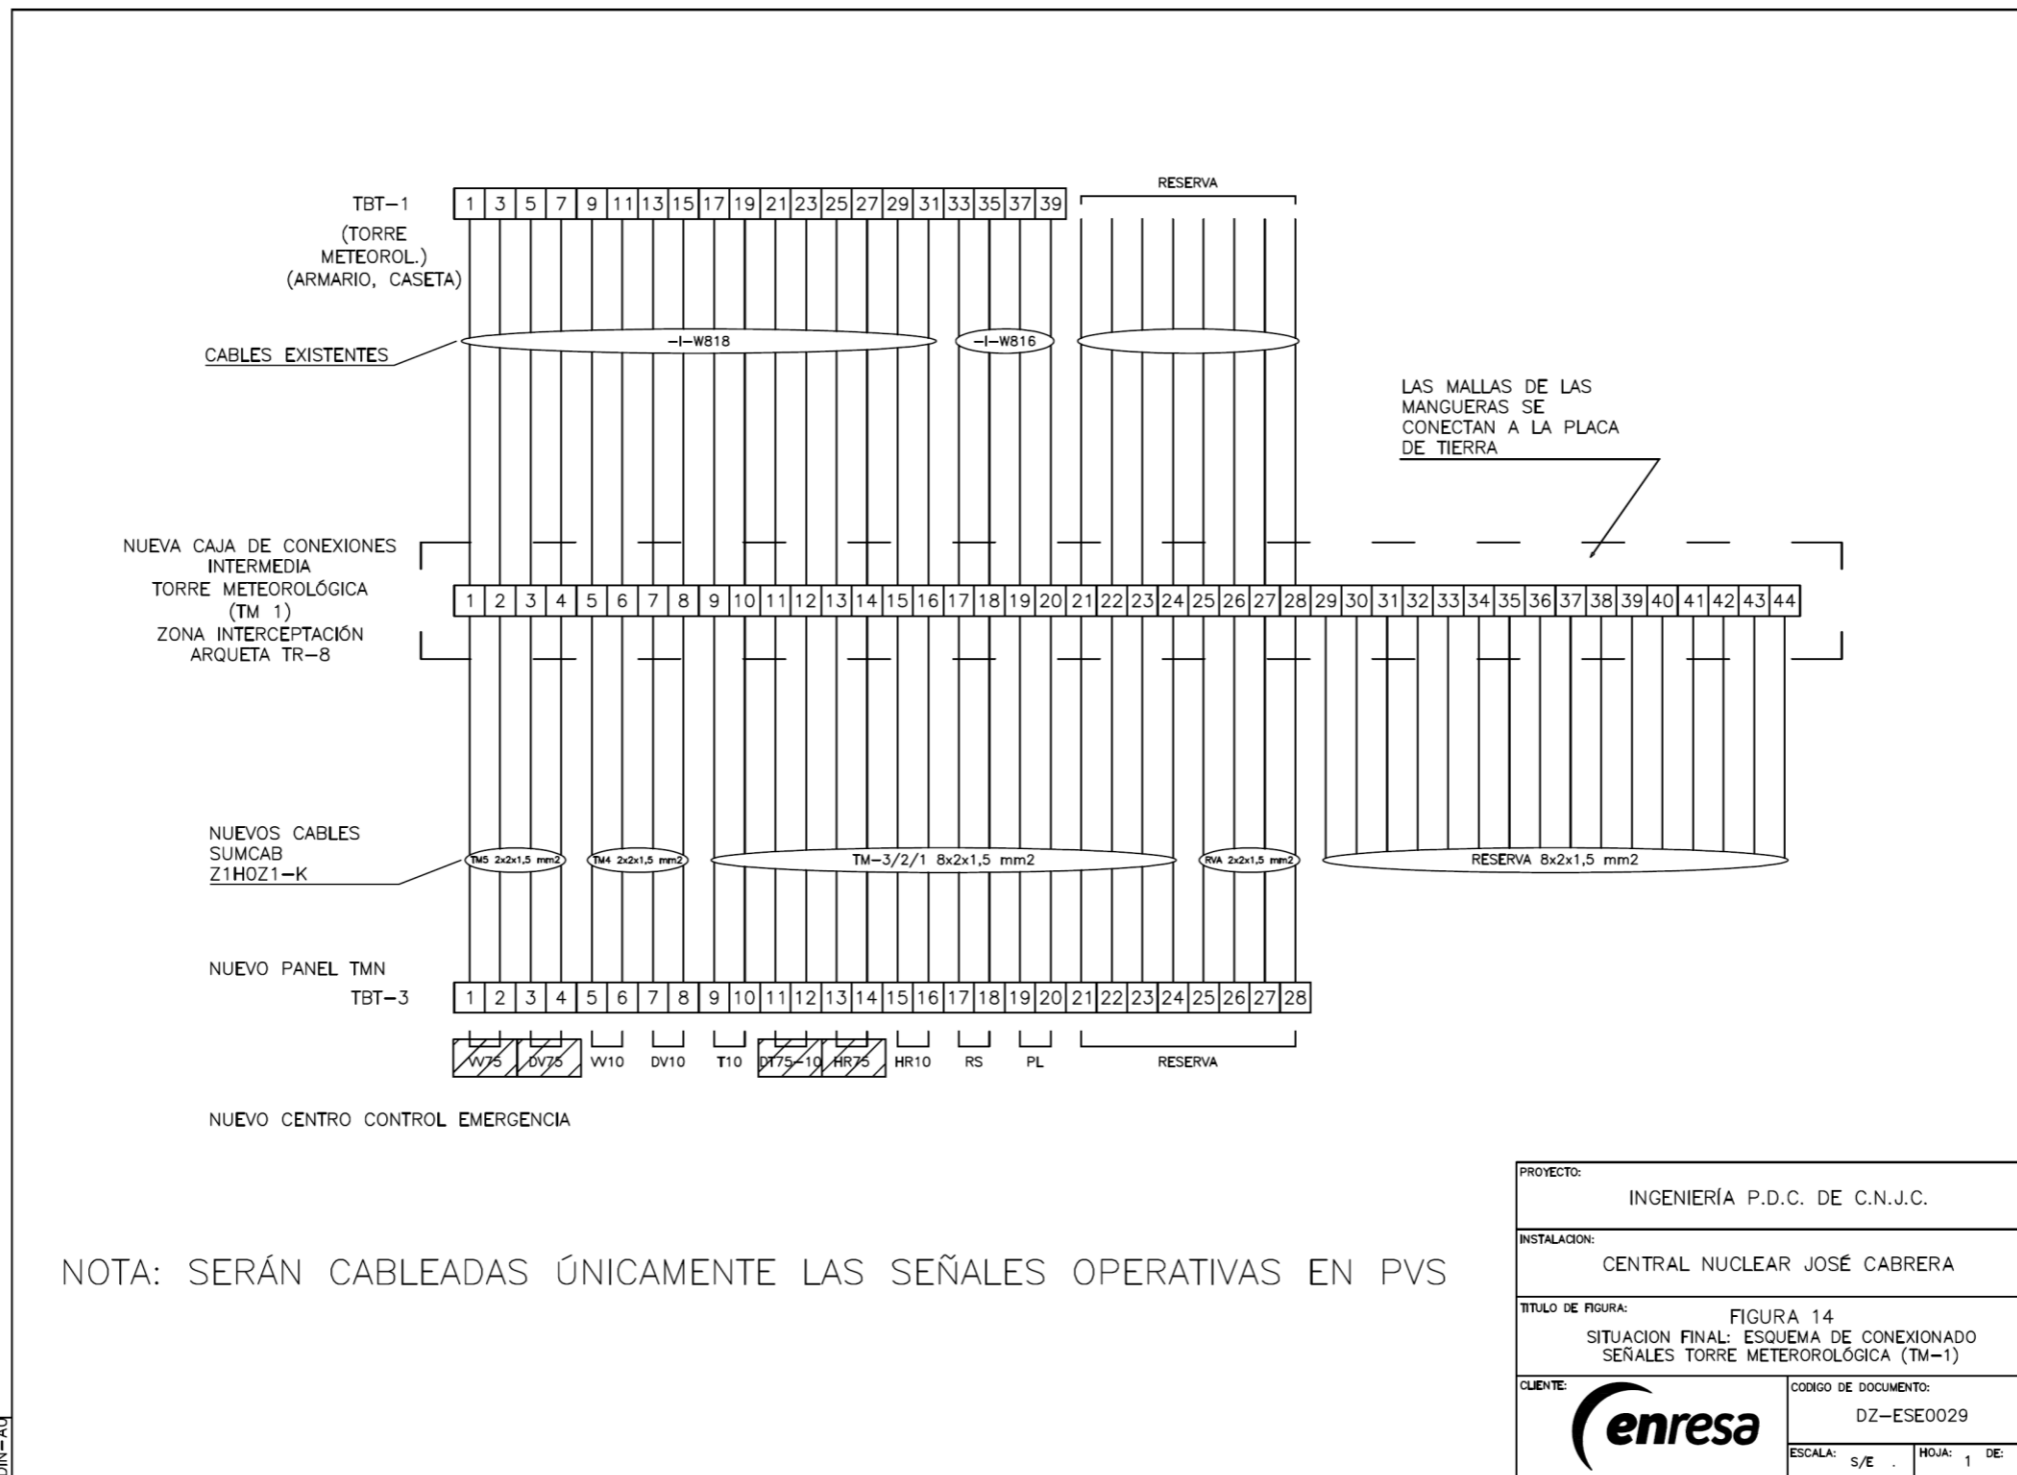 RESERVA
TBT-1 1 3 5 7 9 11 13 15 17 19 21 23 25 27 29 31 33 35 37 39
(TORRE
METEOROL.)
(ARMARIO, CASETA)
-I-W818 -I-W816
CABLES EXISTENTES
LAS MALLAS DE LAS
MANGUERAS SE
CONECTAN A LA PLACA
DE TIERRA
NUEVA CAJA DE CONEXIONES
INTERMEDIA
TORRE METEOROLÓGICA
(TM 1)
ZONA INTERCEPTACIÓN
ARQUETA TR-8
1 2 3 4 5 6 7 8 9 10 11 12 13 14 15 16 17 18 19 20 21 22 23 24 25 26 27 28 29 30 31 32 33 34 35 36 37 38 39 40 41 42 43 44
NUEVOS CABLES
SUMCAB
Z1HOZ1-K
TM5 2x2x1,5 mm2 TM4 2x2x1,5 mm2 TM-3/2/1 8x2x1,5 mm2 RVA 2x2x1,5 mm2 RESERVA 8x2x1,5 mm2
NUEVO PANEL TMN
TBT-3 1 2 3 4 5 6 7 8 9 10 11 12 13 14 15 16 17 18 19 20 21 22 23 24 25 26 27 28
VV75 DV75 VV10 DV10 T10 DT75-10 HR75 HR10 RS PL RESERVA
NUEVO CENTRO CONTROL EMERGENCIA
NOTA: SERÁN CABLEADAS ÚNICAMENTE LAS SEÑALES OPERATIVAS EN PVS
PROYECTO:
INGENIERÍA P.D.C. DE C.N.J.C.
INSTALACION:
CENTRAL NUCLEAR JOSÉ CABRERA
TITULO DE FIGURA:
FIGURA 14
SITUACION FINAL: ESQUEMA DE CONEXIONADO
SEÑALES TORRE METEROROLÓGICA (TM-1)
CLIENTE:
enresa
CODIGO DE DOCUMENTO:
DZ-ESE0029
ESCALA: S/E .
HOJA: 1 DE: